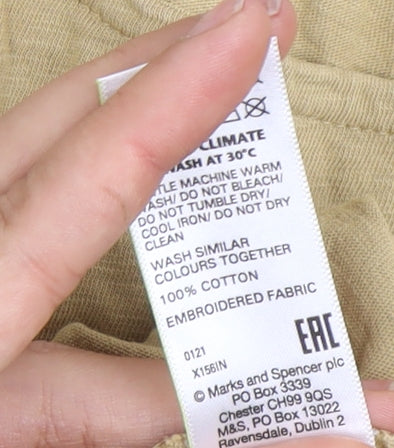 CLIMATE
WASH AT 30°C
MACHINE WARM
WASH/ DO NOT BLEACH/
DO NOT TUMBLE DRY/
COOL IRON/ DO NOT DRY
CLEAN
WASH SIMILAR
COLOURS TOGETHER
100% COTTON
EMBROIDERED FABRIC
EAC
0121
X156IN
© Marks and Spencer plc
PO Box 3339
Chester CH99 9QS
M&S, PO Box 13022
Ravensdale, Dublin 2